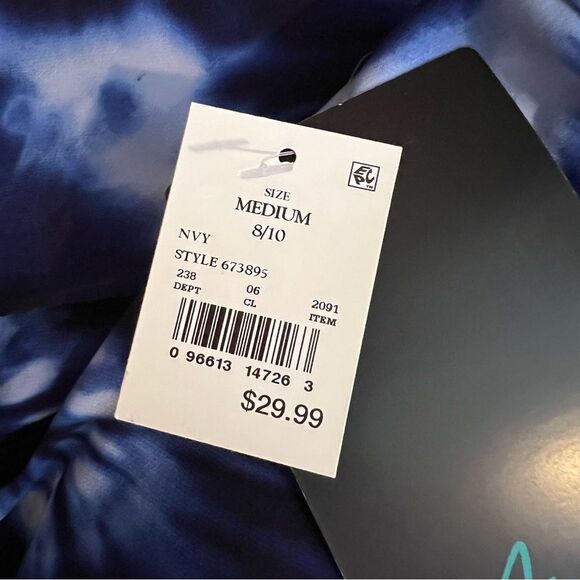 EPC™
SIZE
MEDIUM
8/10
NVY
STYLE 673895
238 06 2091
DEPT CL ITEM
0 96613 14726 3
$29.99